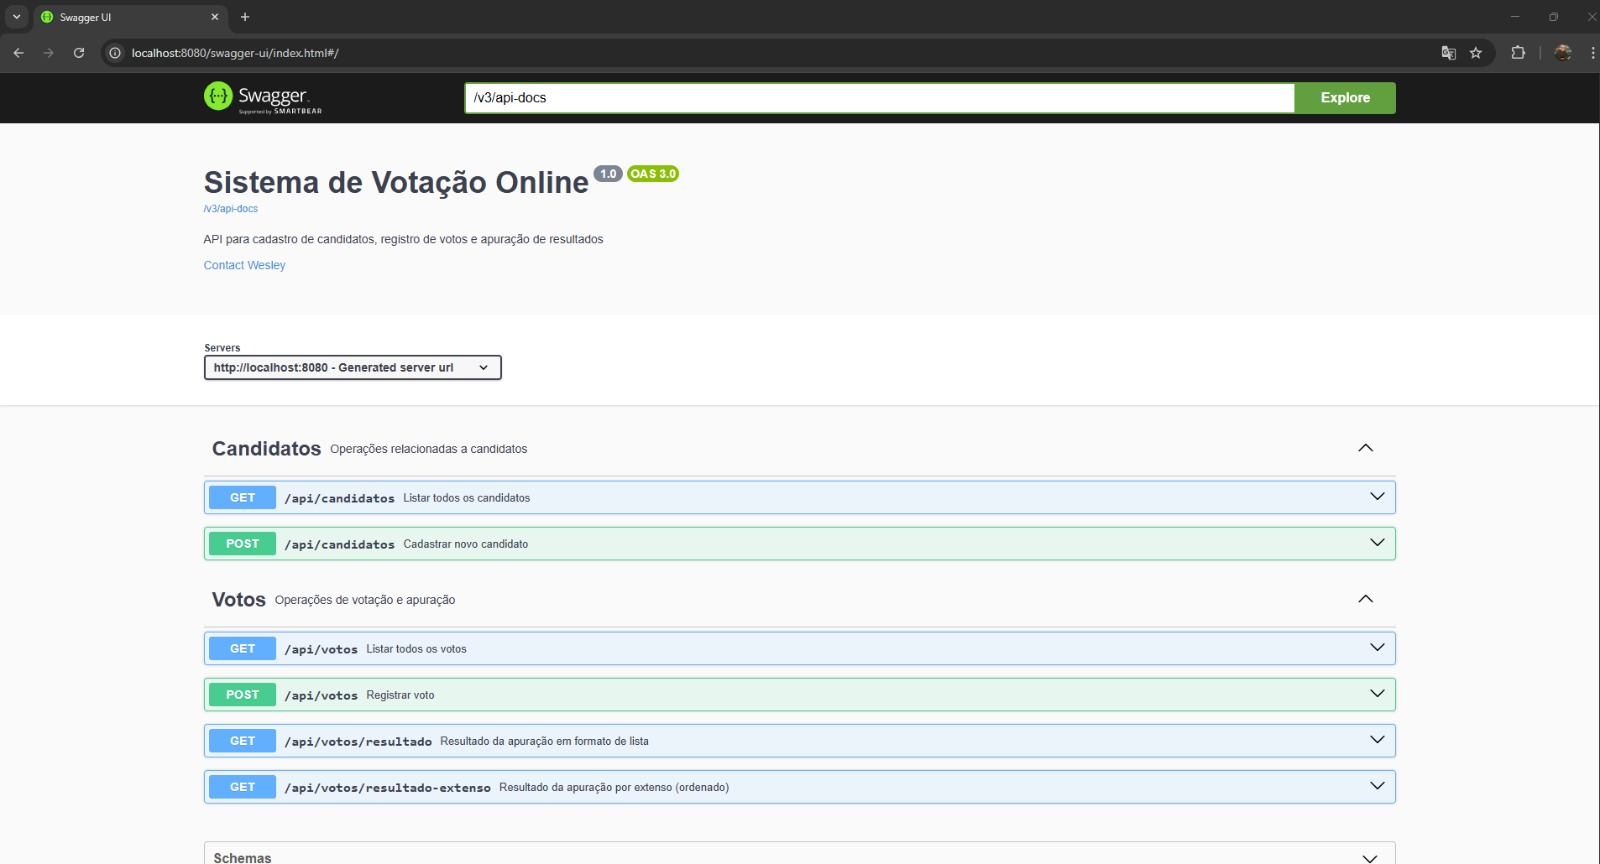 Swagger UI
localhost:8080/swagger-ui/index.html#/
Swagger
Supported by SMARTBEAR
/v3/api-docs
Explore
Sistema de Votação Online 1.0 OAS 3.0
/v3/api-docs
API para cadastro de candidatos, registro de votos e apuração de resultados
Contact Wesley
Servers
http://localhost:8080 - Generated server url
Candidatos Operações relacionadas a candidatos
GET /api/candidatos Listar todos os candidatos
POST /api/candidatos Cadastrar novo candidato
Votos Operações de votação e apuração
GET /api/votos Listar todos os votos
POST /api/votos Registrar voto
GET /api/votos/resultado Resultado da apuração em formato de lista
GET /api/votos/resultado-extenso Resultado da apuração por extenso (ordenado)
Schemas